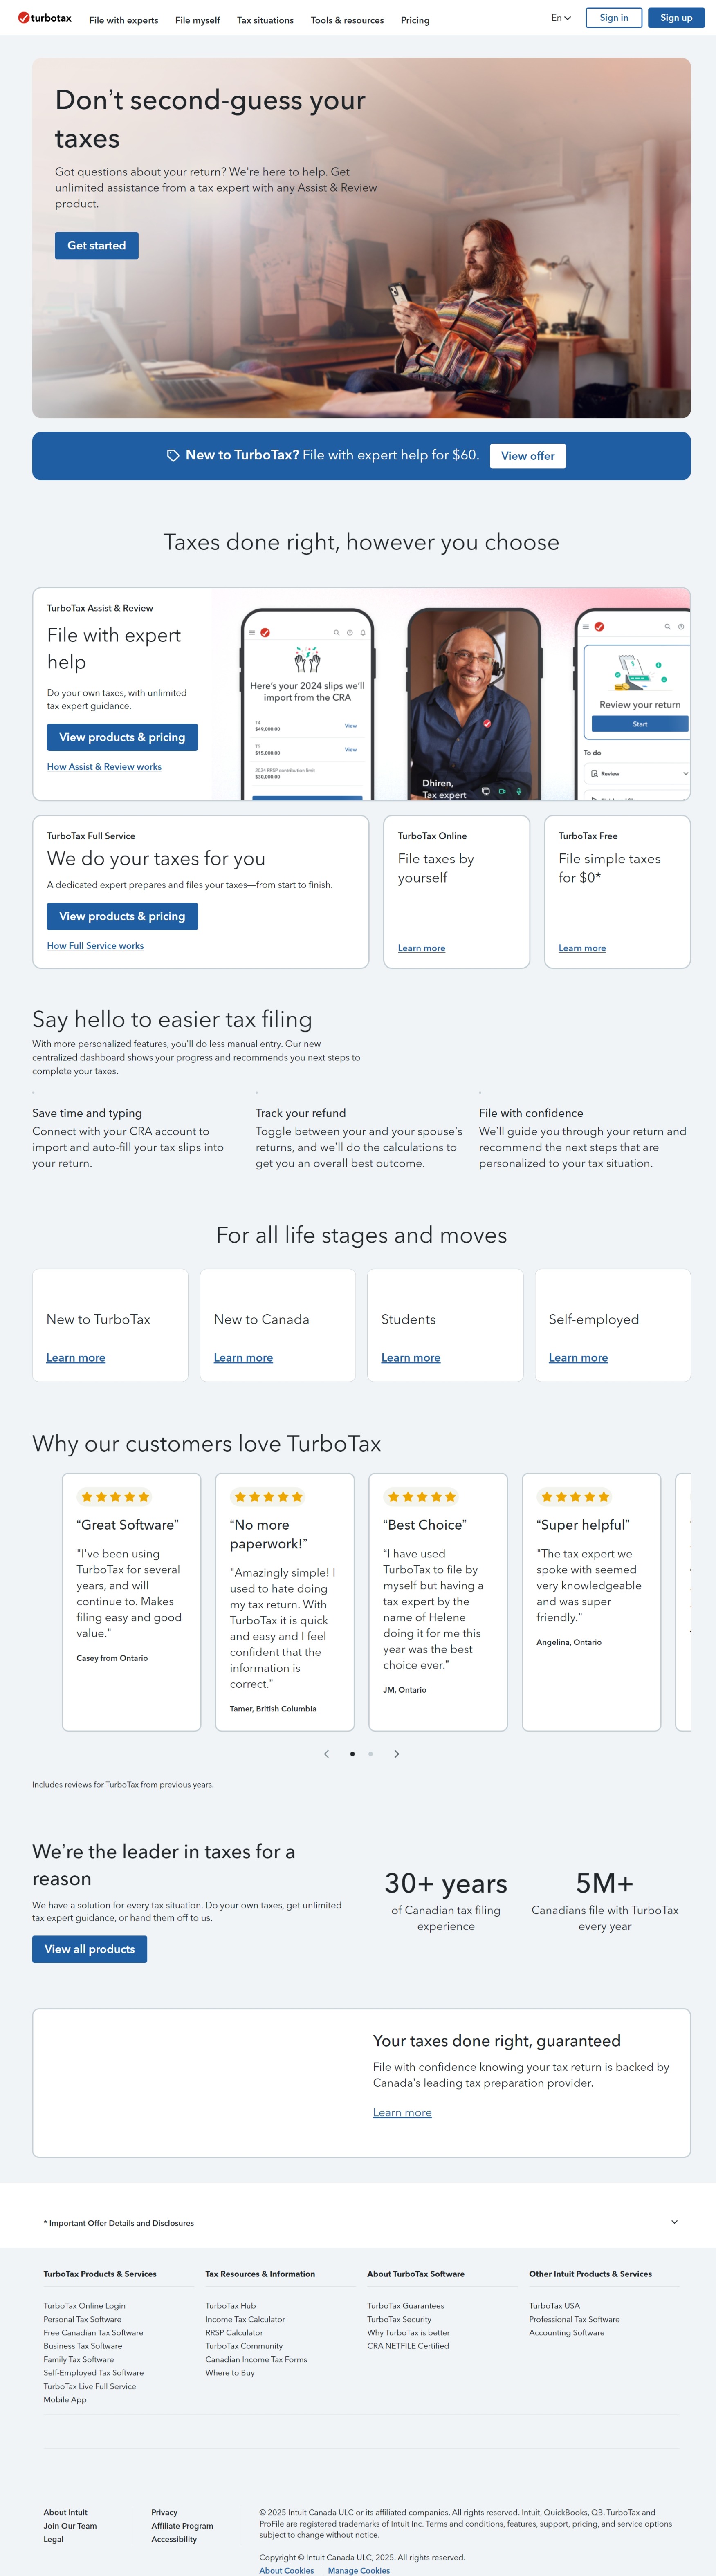 turbotax
File with experts
File myself
Tax situations
Tools & resources
Pricing
En
Sign in
Sign up
Don’t second-guess your
taxes
Got questions about your return? We're here to help. Get
unlimited assistance from a tax expert with any Assist & Review
product.
Get started
New to TurboTax? File with expert help for $60.
View offer
Taxes done right, however you choose
TurboTax Assist & Review
File with expert
help
Do your own taxes, with unlimited
tax expert guidance.
View products & pricing
How Assist & Review works
Here's your 2024 slips we'll
import from the CRA
T4
$49,000.00
View
T5
$15,000.00
View
2024 RRSP contribution limit
$30,000.00
Dhiren,
Tax expert
Review your return
Start
To do
Review
TurboTax Full Service
We do your taxes for you
A dedicated expert prepares and files your taxes—from start to finish.
View products & pricing
How Full Service works
TurboTax Online
File taxes by
yourself
Learn more
TurboTax Free
File simple taxes
for $0*
Learn more
Say hello to easier tax filing
With more personalized features, you'll do less manual entry. Our new
centralized dashboard shows your progress and recommends you next steps to
complete your taxes.
Save time and typing
Connect with your CRA account to
import and auto-fill your tax slips into
your return.
Track your refund
Toggle between your and your spouse’s
returns, and we’ll do the calculations to
get you an overall best outcome.
File with confidence
We’ll guide you through your return and
recommend the next steps that are
personalized to your tax situation.
For all life stages and moves
New to TurboTax
Learn more
New to Canada
Learn more
Students
Learn more
Self-employed
Learn more
Why our customers love TurboTax
“Great Software”
"I've been using
TurboTax for several
years, and will
continue to. Makes
filing easy and good
value."
Casey from Ontario
“No more
paperwork!”
"Amazingly simple! I
used to hate doing
my tax return. With
TurboTax it is quick
and easy and I feel
confident that the
information is
correct."
Tamer, British Columbia
“Best Choice”
“I have used
TurboTax to file by
myself but having a
tax expert by the
name of Helene
doing it for me this
year was the best
choice ever.”
JM, Ontario
“Super helpful”
"The tax expert we
spoke with seemed
very knowledgeable
and was super
friendly."
Angelina, Ontario
Includes reviews for TurboTax from previous years.
We’re the leader in taxes for a
reason
We have a solution for every tax situation. Do your own taxes, get unlimited
tax expert guidance, or hand them off to us.
View all products
30+ years
of Canadian tax filing
experience
5M+
Canadians file with TurboTax
every year
Your taxes done right, guaranteed
File with confidence knowing your tax return is backed by
Canada’s leading tax preparation provider.
Learn more
* Important Offer Details and Disclosures
TurboTax Products & Services
TurboTax Online Login
Personal Tax Software
Free Canadian Tax Software
Business Tax Software
Family Tax Software
Self-Employed Tax Software
TurboTax Live Full Service
Mobile App
Tax Resources & Information
TurboTax Hub
Income Tax Calculator
RRSP Calculator
TurboTax Community
Canadian Income Tax Forms
Where to Buy
About TurboTax Software
TurboTax Guarantees
TurboTax Security
Why TurboTax is better
CRA NETFILE Certified
Other Intuit Products & Services
TurboTax USA
Professional Tax Software
Accounting Software
About Intuit
Join Our Team
Legal
Privacy
Affiliate Program
Accessibility
© 2025 Intuit Canada ULC or its affiliated companies. All rights reserved. Intuit, QuickBooks, QB, TurboTax and
ProFile are registered trademarks of Intuit Inc. Terms and conditions, features, support, pricing, and service options
subject to change without notice.
Copyright © Intuit Canada ULC, 2025. All rights reserved.
About Cookies | Manage Cookies